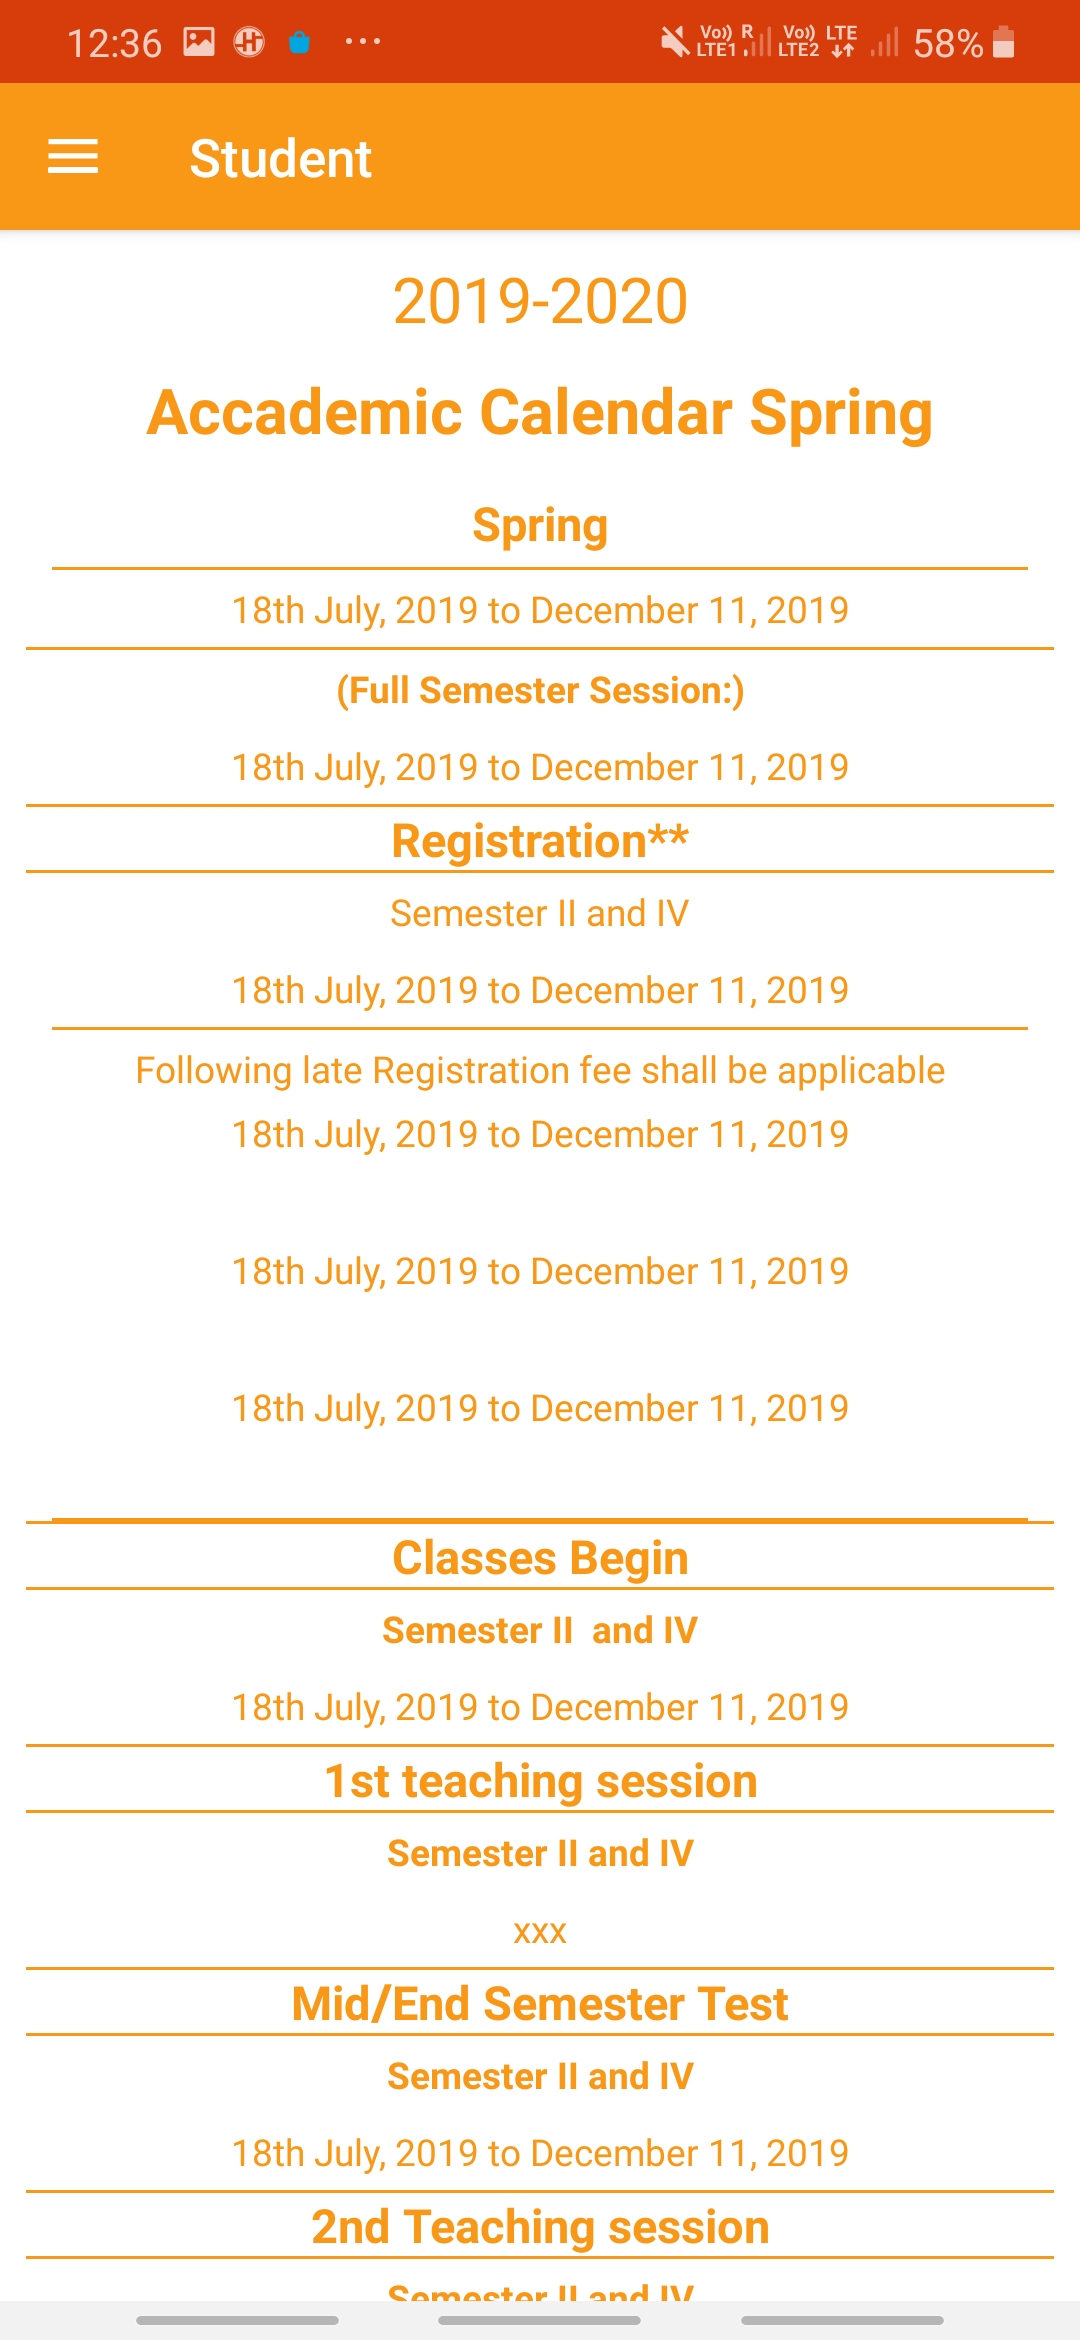 12:36
Vo)) R Vo)) LTE
LTE1 LTE2 58%
Student
2019-2020
Accademic Calendar Spring
Spring
18th July, 2019 to December 11, 2019
(Full Semester Session:)
18th July, 2019 to December 11, 2019
Registration**
Semester II and IV
18th July, 2019 to December 11, 2019
Following late Registration fee shall be applicable
18th July, 2019 to December 11, 2019
18th July, 2019 to December 11, 2019
18th July, 2019 to December 11, 2019
Classes Begin
Semester II  and IV
18th July, 2019 to December 11, 2019
1st teaching session
Semester II and IV
xxx
Mid/End Semester Test
Semester II and IV
18th July, 2019 to December 11, 2019
2nd Teaching session
Semester II and IV